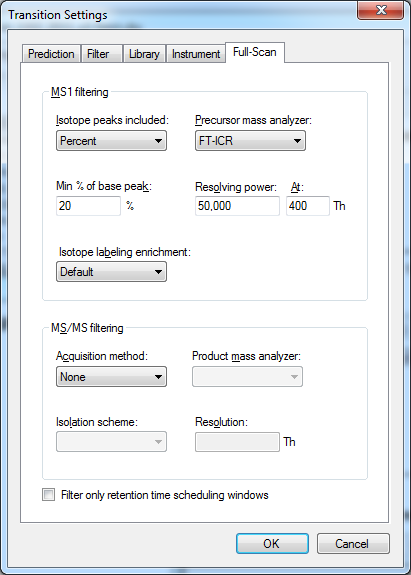 Transition Settings
Prediction Filter Library Instrument Full-Scan
MS1 filtering
Isotope peaks included: Precursor mass analyzer:
Percent FT-ICR
Min % of base peak: Resolving power: At:
20 % 50,000 400 Th
Isotope labeling enrichment:
Default
MS/MS filtering
Acquisition method: Product mass analyzer:
None
Isolation scheme: Resolution:
Th
Filter only retention time scheduling windows
OK Cancel